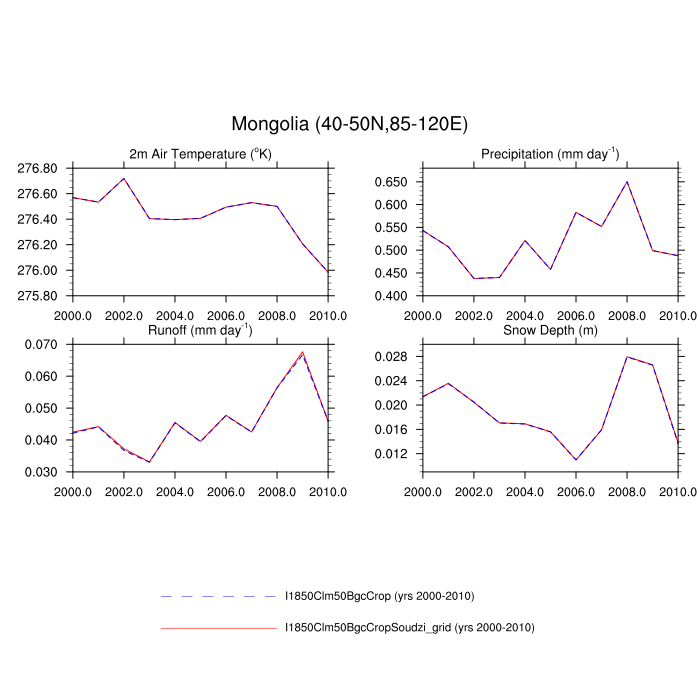 Mongolia (40-50N,85-120E)
2m Air Temperature (°K)
276.80
276.60
276.40
276.20
276.00
275.80
2000.0 2002.0 2004.0 2006.0 2008.0 2010.0
Precipitation (mm day⁻¹)
0.650
0.600
0.550
0.500
0.450
0.400
2000.0 2002.0 2004.0 2006.0 2008.0 2010.0
Runoff (mm day⁻¹)
0.070
0.060
0.050
0.040
0.030
2000.0 2002.0 2004.0 2006.0 2008.0 2010.0
Snow Depth (m)
0.028
0.024
0.020
0.016
0.012
2000.0 2002.0 2004.0 2006.0 2008.0 2010.0
I1850Clm50BgcCrop (yrs 2000-2010)
I1850Clm50BgcCropSoudzi_grid (yrs 2000-2010)